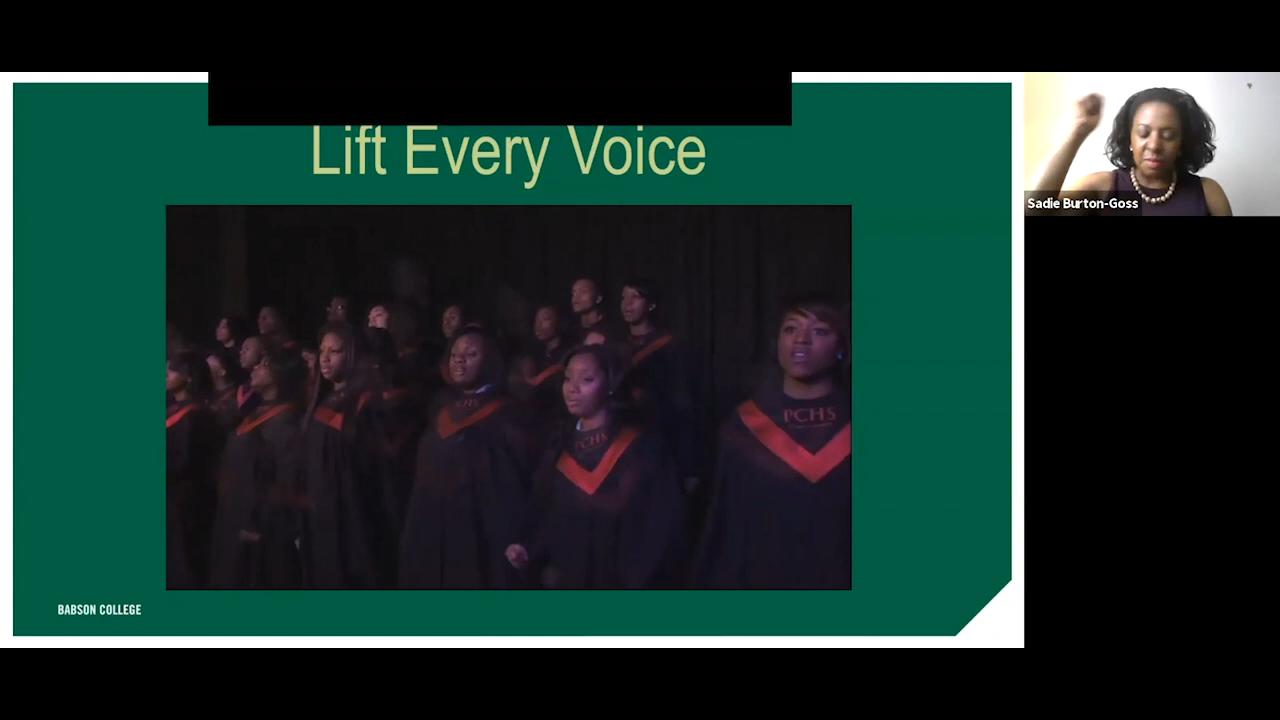 Lift Every Voice
Sadie Burton-Goss
PCHS
PCHS
BABSON COLLEGE